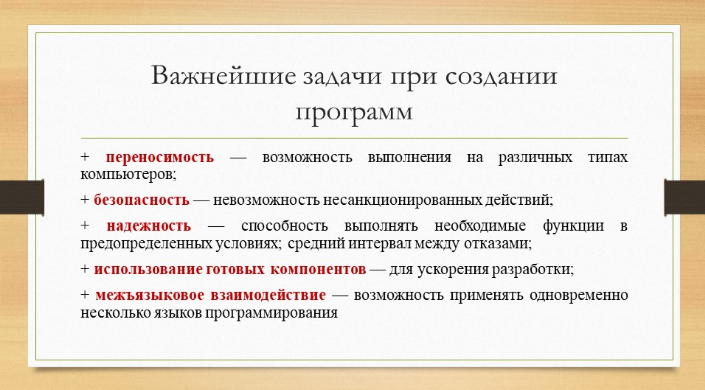 Важнейшие задачи при создании
программ
+ переносимость — возможность выполнения на различных типах
компьютеров;
+ безопасность — невозможность несанкционированных действий;
+ надежность — способность выполнять необходимые функции в
предопределенных условиях; средний интервал между отказами;
+ использование готовых компонентов — для ускорения разработки;
+ межъязыковое взаимодействие — возможность применять одновременно
несколько языков программирования